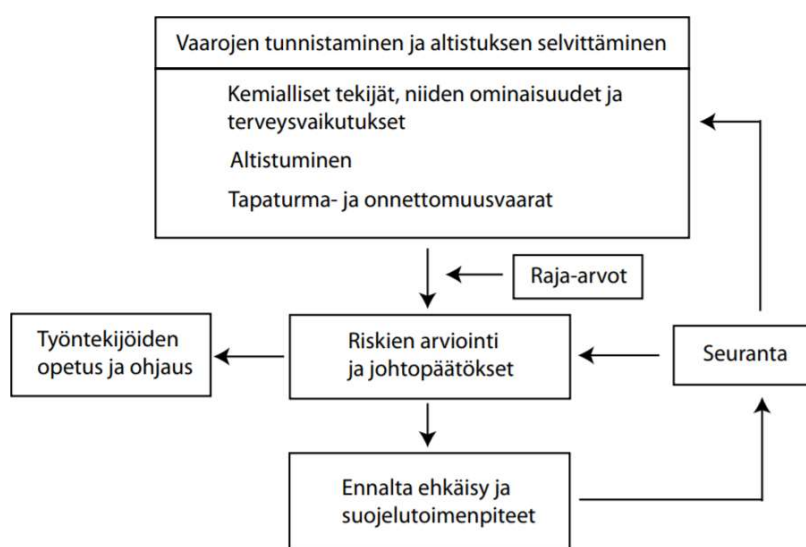 Vaarojen tunnistaminen ja altistuksen selvittäminen
Kemialliset tekijät, niiden ominaisuudet ja
terveysvaikutukset
Altistuminen
Tapaturma- ja onnettomuusvaarat
Raja-arvot
Työntekijöiden
opetus ja ohjaus
Riskien arviointi
ja johtopäätökset
Seuranta
Ennalta ehkäisy ja
suojelutoimenpiteet